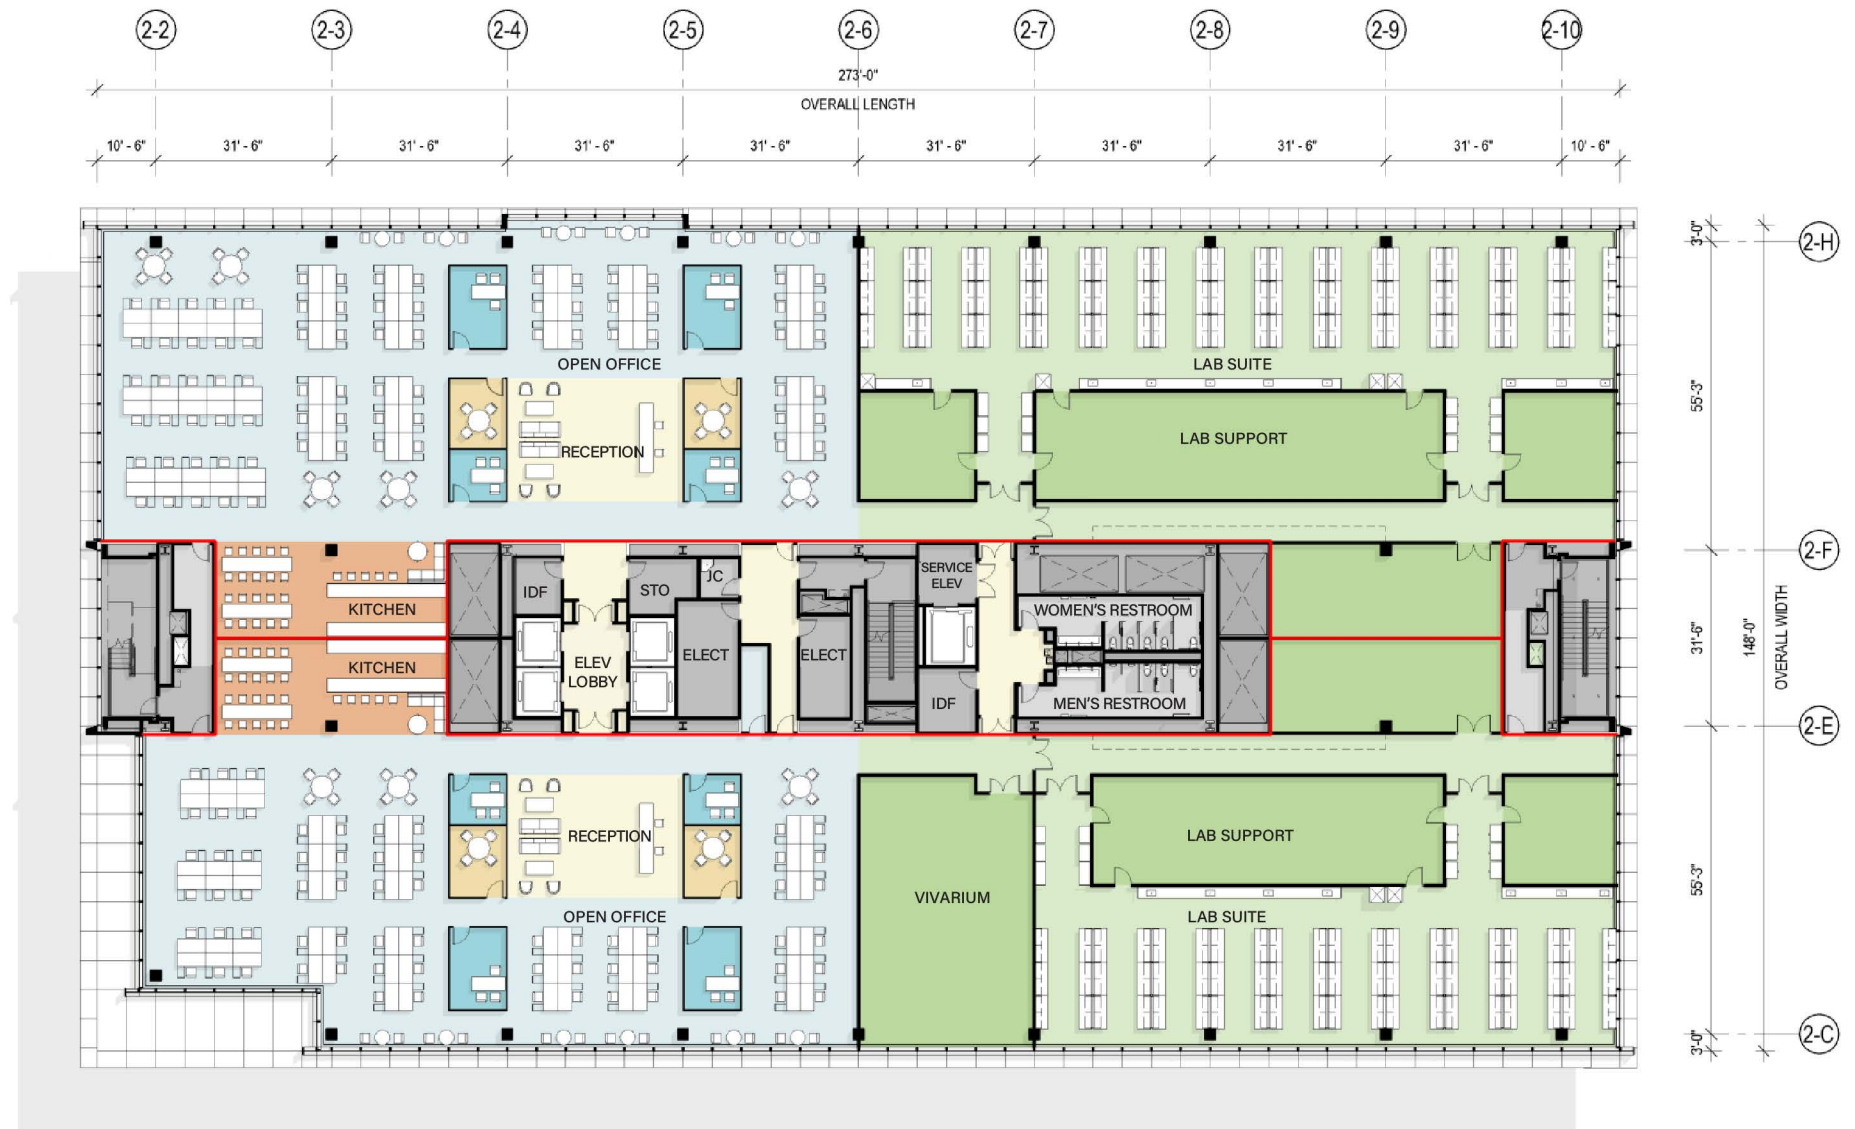 2-2 2-3 2-4 2-5 2-6 2-7 2-8 2-9 2-10
273'-0"
OVERALL LENGTH
10' - 6" 31' - 6" 31' - 6" 31' - 6" 31' - 6" 31' - 6" 31' - 6" 31' - 6" 31' - 6" 10' - 6"
3'-0"
2-H
OPEN OFFICE
LAB SUITE
55'-3"
RECEPTION
LAB SUPPORT
2-F
SERVICE
ELEV
JC
IDF
STO
KITCHEN
WOMEN'S RESTROOM
31'-6"
148'-0"
OVERALL WIDTH
KITCHEN
ELEV
LOBBY
ELECT
ELECT
IDF
MEN'S RESTROOM
2-E
RECEPTION
LAB SUPPORT
55'-3"
VIVARIUM
OPEN OFFICE
LAB SUITE
2-C
3'-0"